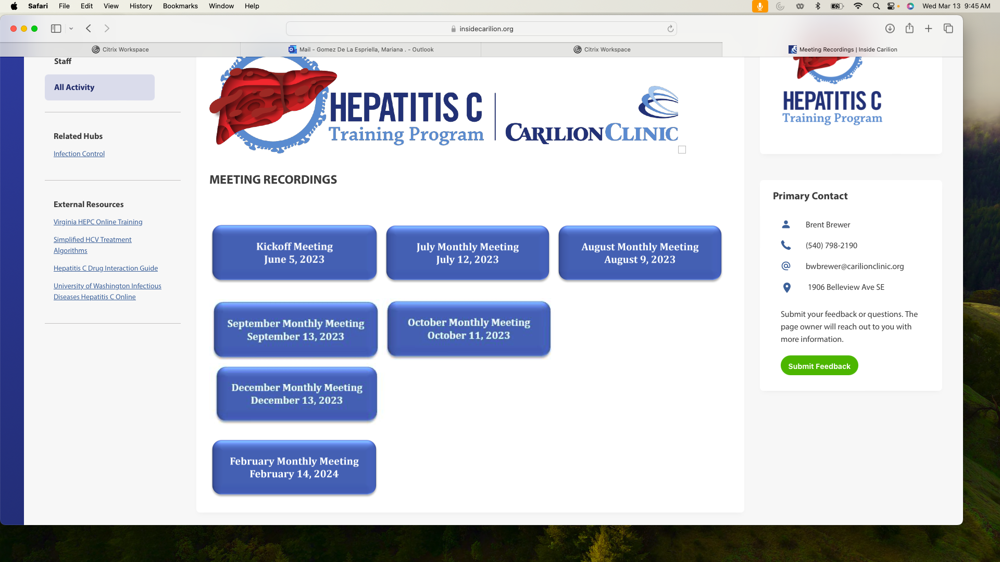 Safari File Edit View History Bookmarks Window Help Wed Mar 13 9:45 AM
insidecarilion.org
Citrix Workspace
Mail - Gomez De La Espriella, Mariana . - Outlook
Citrix Workspace
Meeting Recordings | Inside Carilion
Staff
All Activity
Related Hubs
Infection Control
External Resources
Virginia HEPC Online Training
Simplified HCV Treatment
Algorithms
Hepatitis C Drug Interaction Guide
University of Washington Infectious
Diseases Hepatitis C Online
HEPATITIS C
Training Program
CARILION CLINIC
MEETING RECORDINGS
Kickoff Meeting
June 5, 2023
July Monthly Meeting
July 12, 2023
August Monthly Meeting
August 9, 2023
September Monthly Meeting
September 13, 2023
October Monthly Meeting
October 11, 2023
December Monthly Meeting
December 13, 2023
February Monthly Meeting
February 14, 2024
HEPATITIS C
Training Program
Primary Contact
Brent Brewer
(540) 798-2190
bwbrewer@carilionclinic.org
1906 Belleview Ave SE
Submit your feedback or questions. The
page owner will reach out to you with
more information.
Submit Feedback